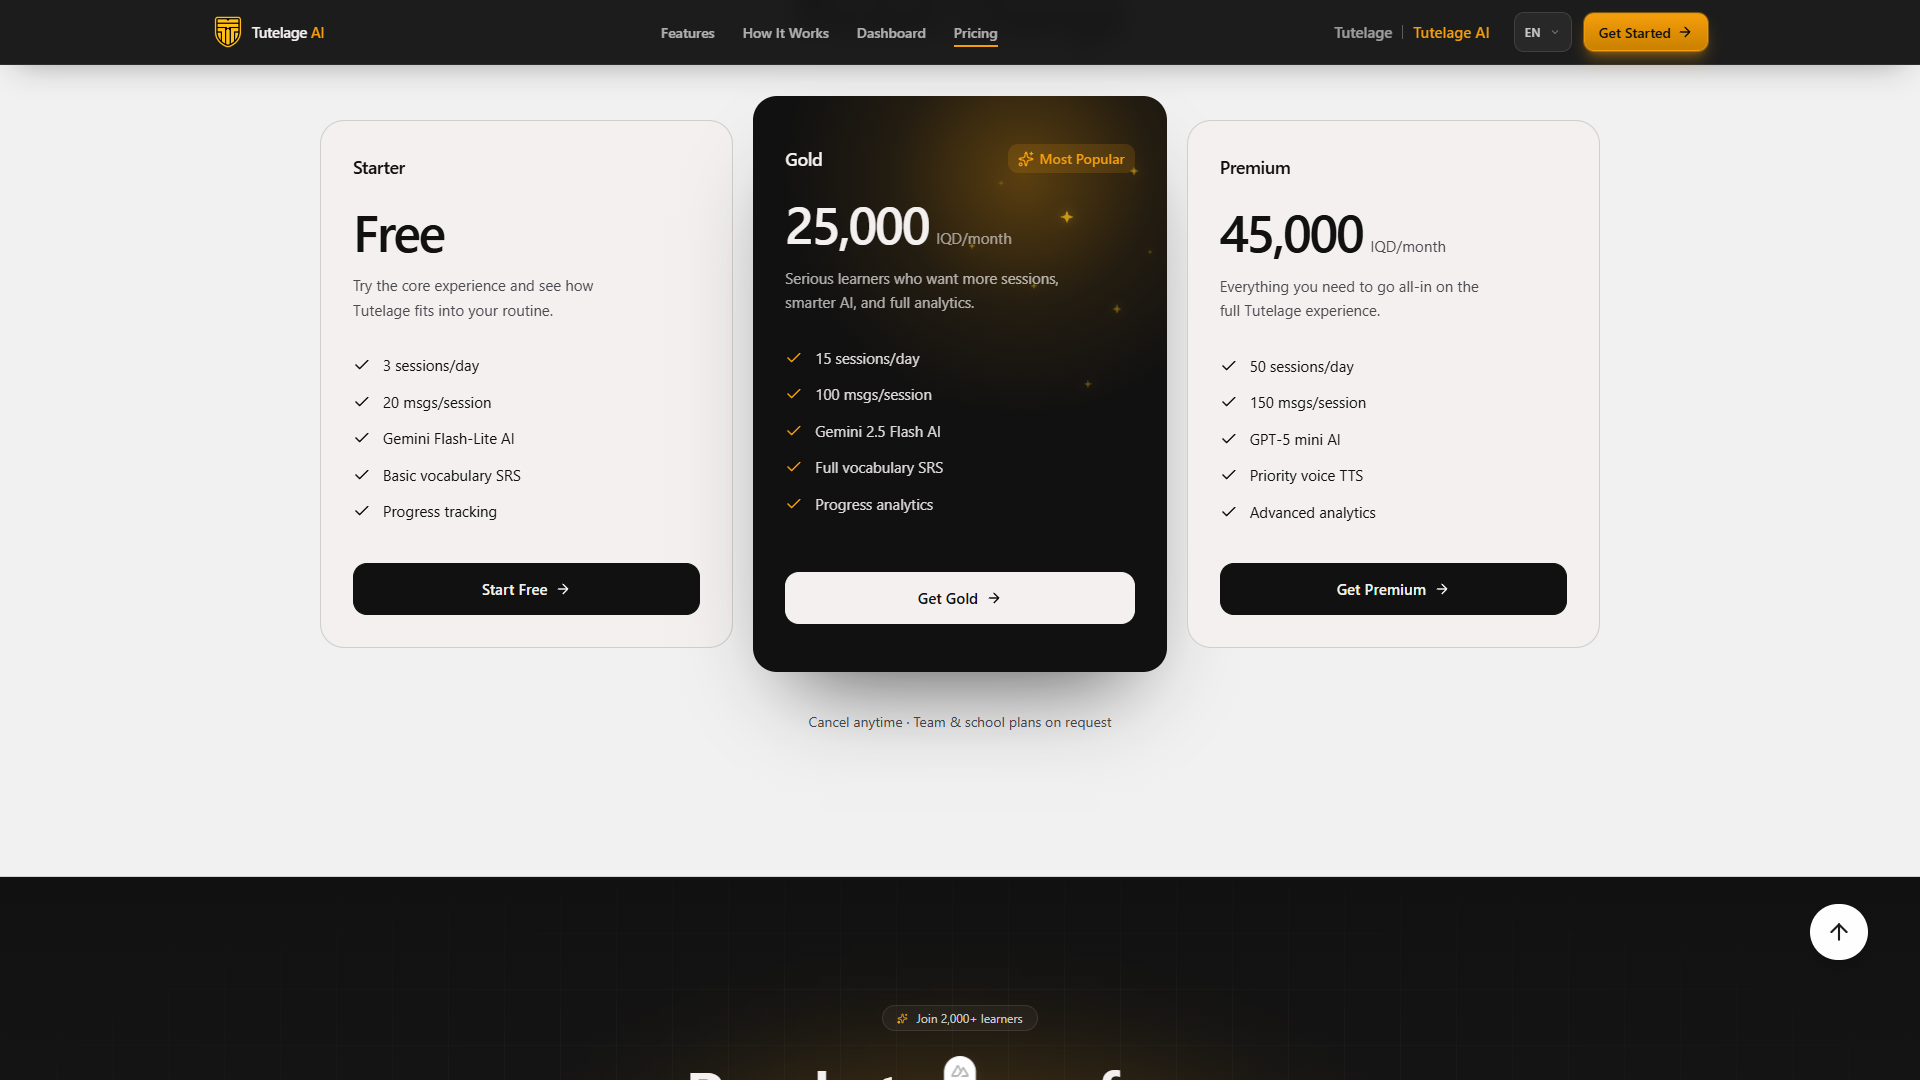 Tutelage AI
Features
How It Works
Dashboard
Pricing
Tutelage
Tutelage AI
EN
Get Started
Starter
Free
Try the core experience and see how
Tutelage fits into your routine.
3 sessions/day
20 msgs/session
Gemini Flash-Lite AI
Basic vocabulary SRS
Progress tracking
Start Free
Gold
Most Popular
25,000 IQD/month
Serious learners who want more sessions,
smarter AI, and full analytics.
15 sessions/day
100 msgs/session
Gemini 2.5 Flash AI
Full vocabulary SRS
Progress analytics
Get Gold
Premium
45,000 IQD/month
Everything you need to go all-in on the
full Tutelage experience.
50 sessions/day
150 msgs/session
GPT-5 mini AI
Priority voice TTS
Advanced analytics
Get Premium
Cancel anytime · Team & school plans on request
Join 2,000+ learners